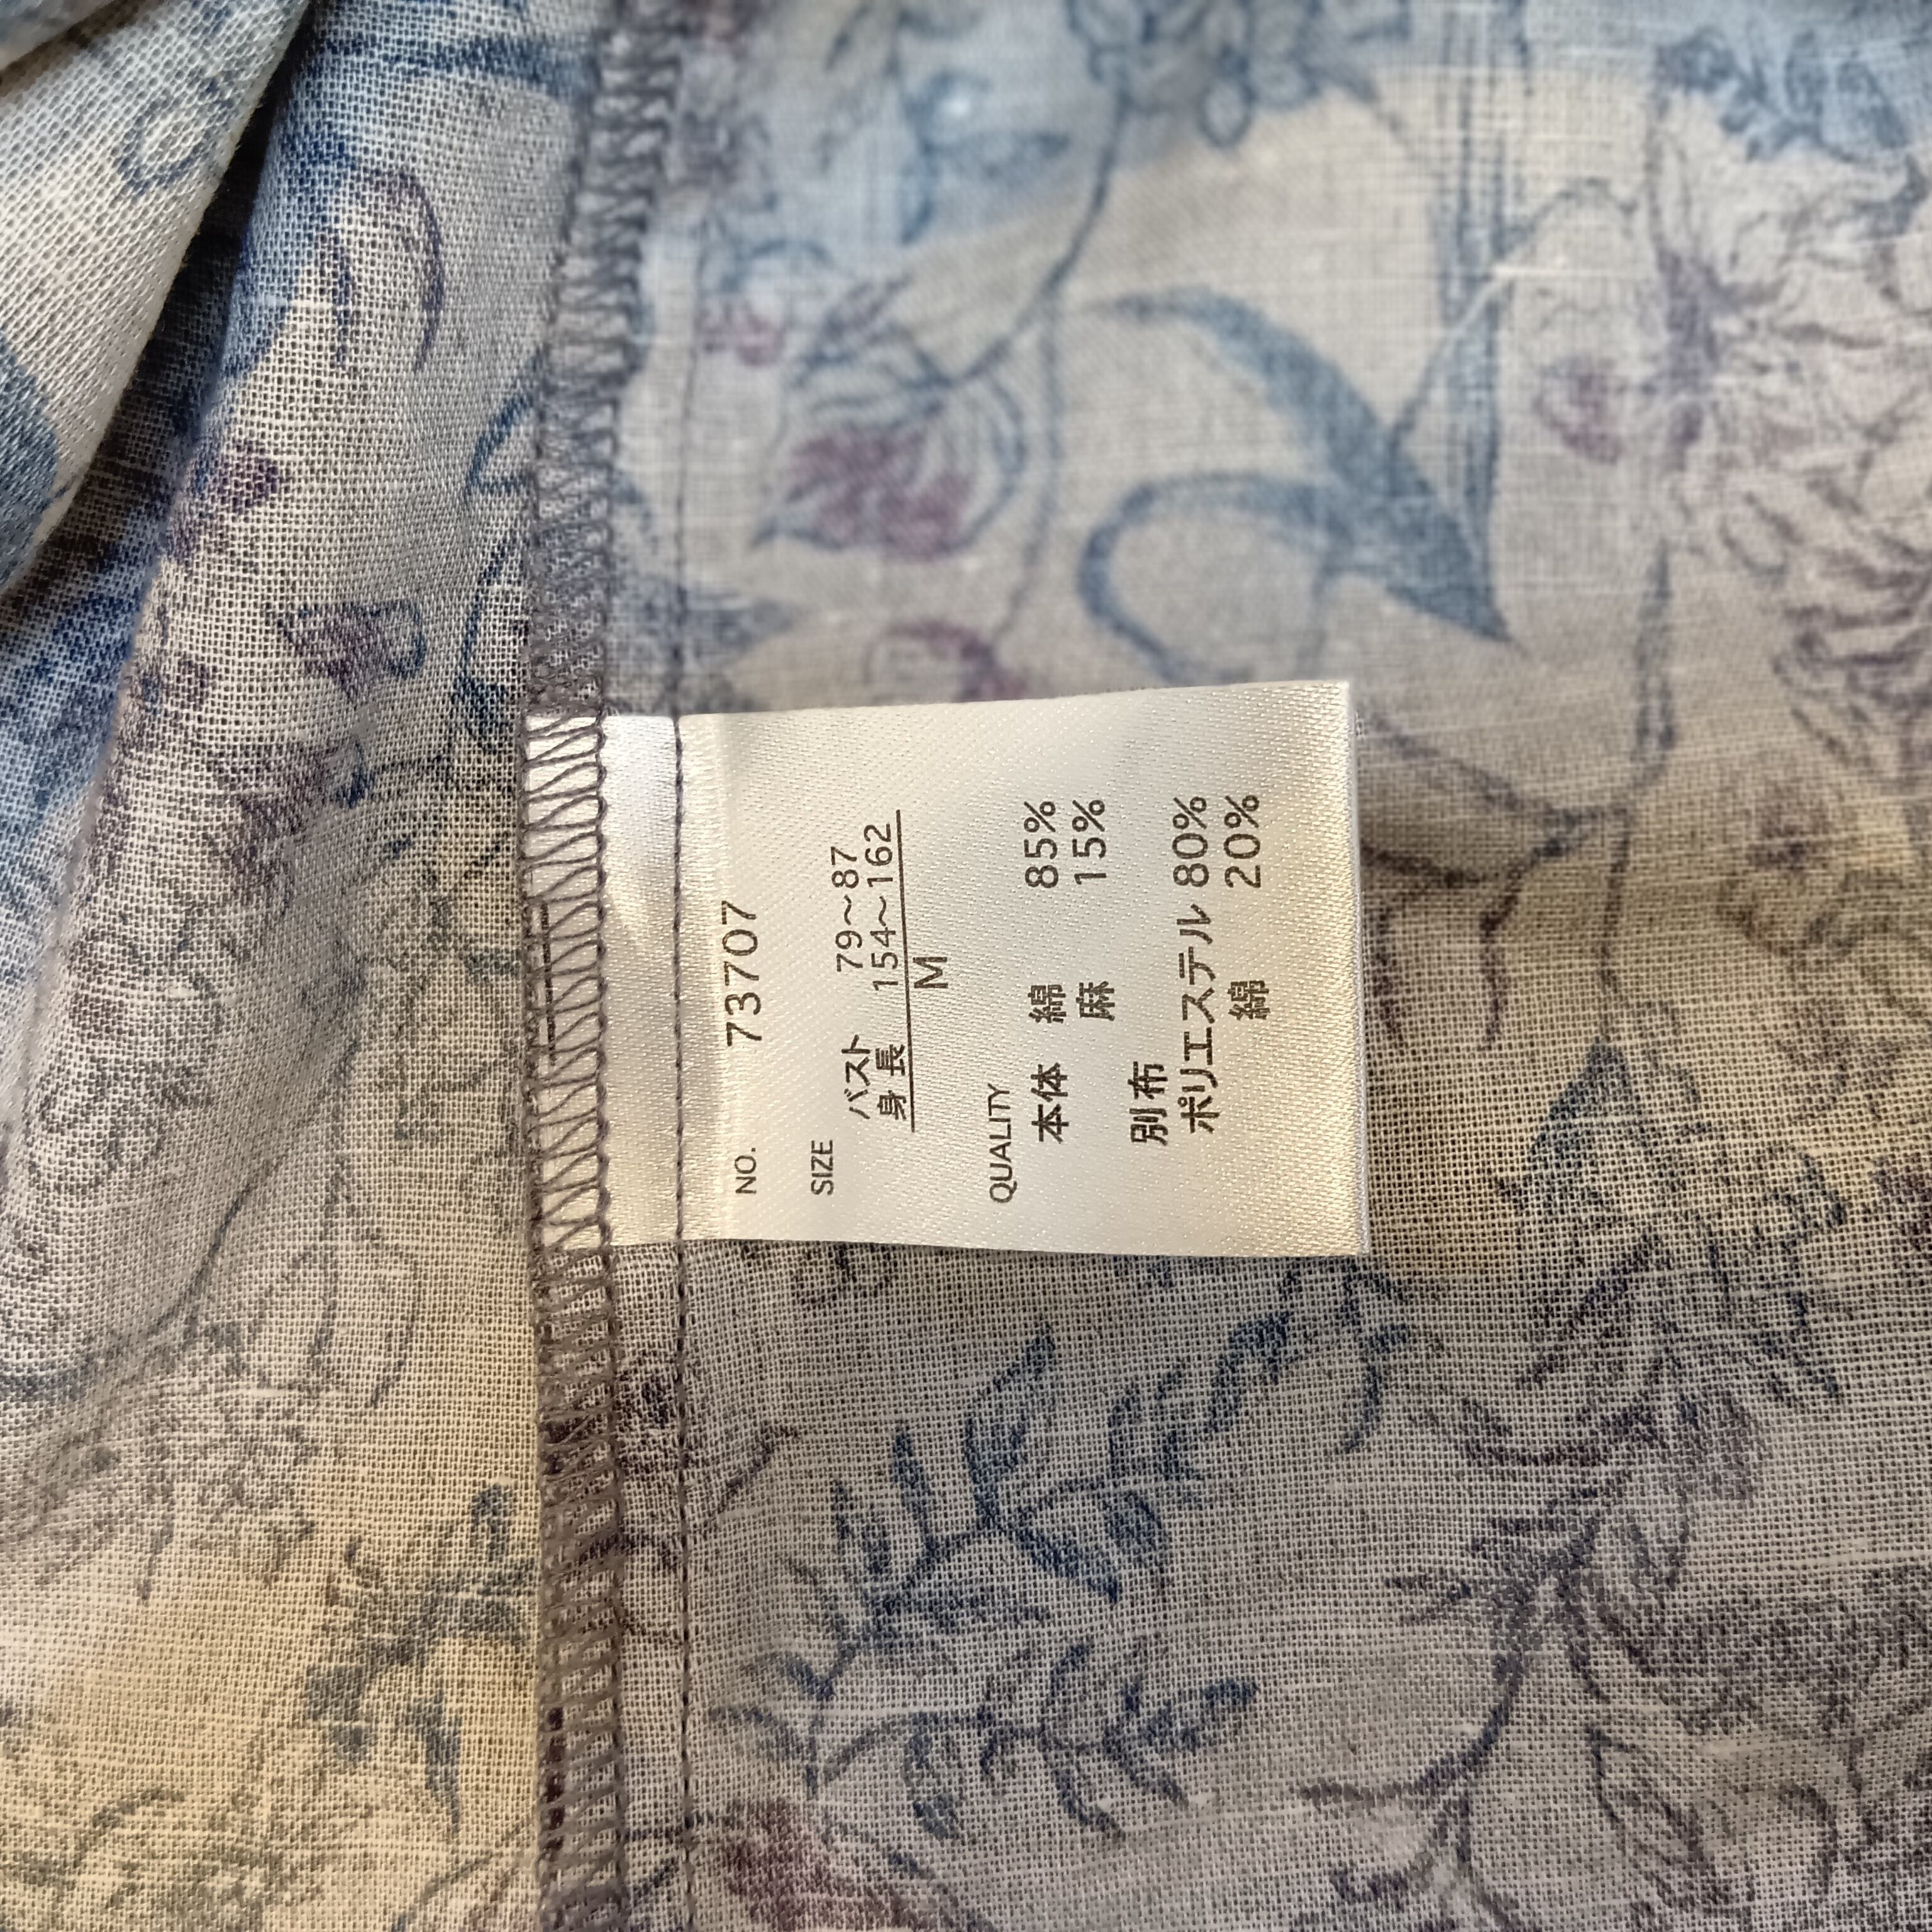 NO. 73707
SIZE
バスト 79～87
身長 154～162
M
QUALITY
本体 綿 85%
麻 15%
別布
ポリエステル 80%
綿 20%